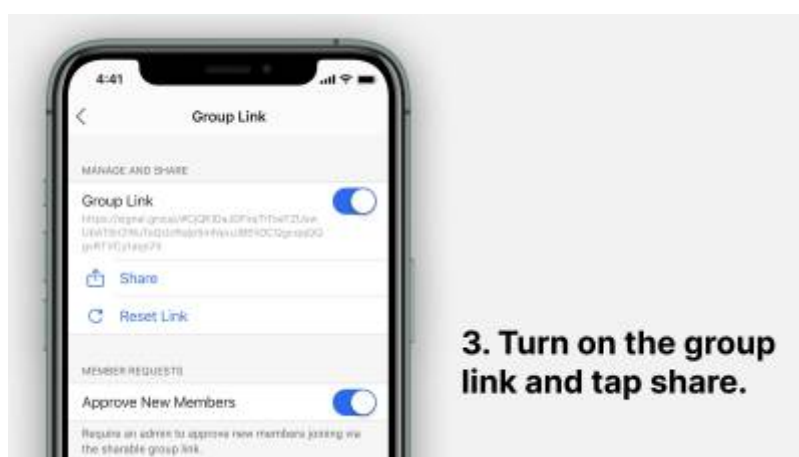 4:41
Group Link
MANAGE AND SHARE
Group Link
Share
Reset Link
MEMBER REQUESTS
Approve New Members
Require an admin to approve new members joining via
the sharable group link.
3. Turn on the group
link and tap share.